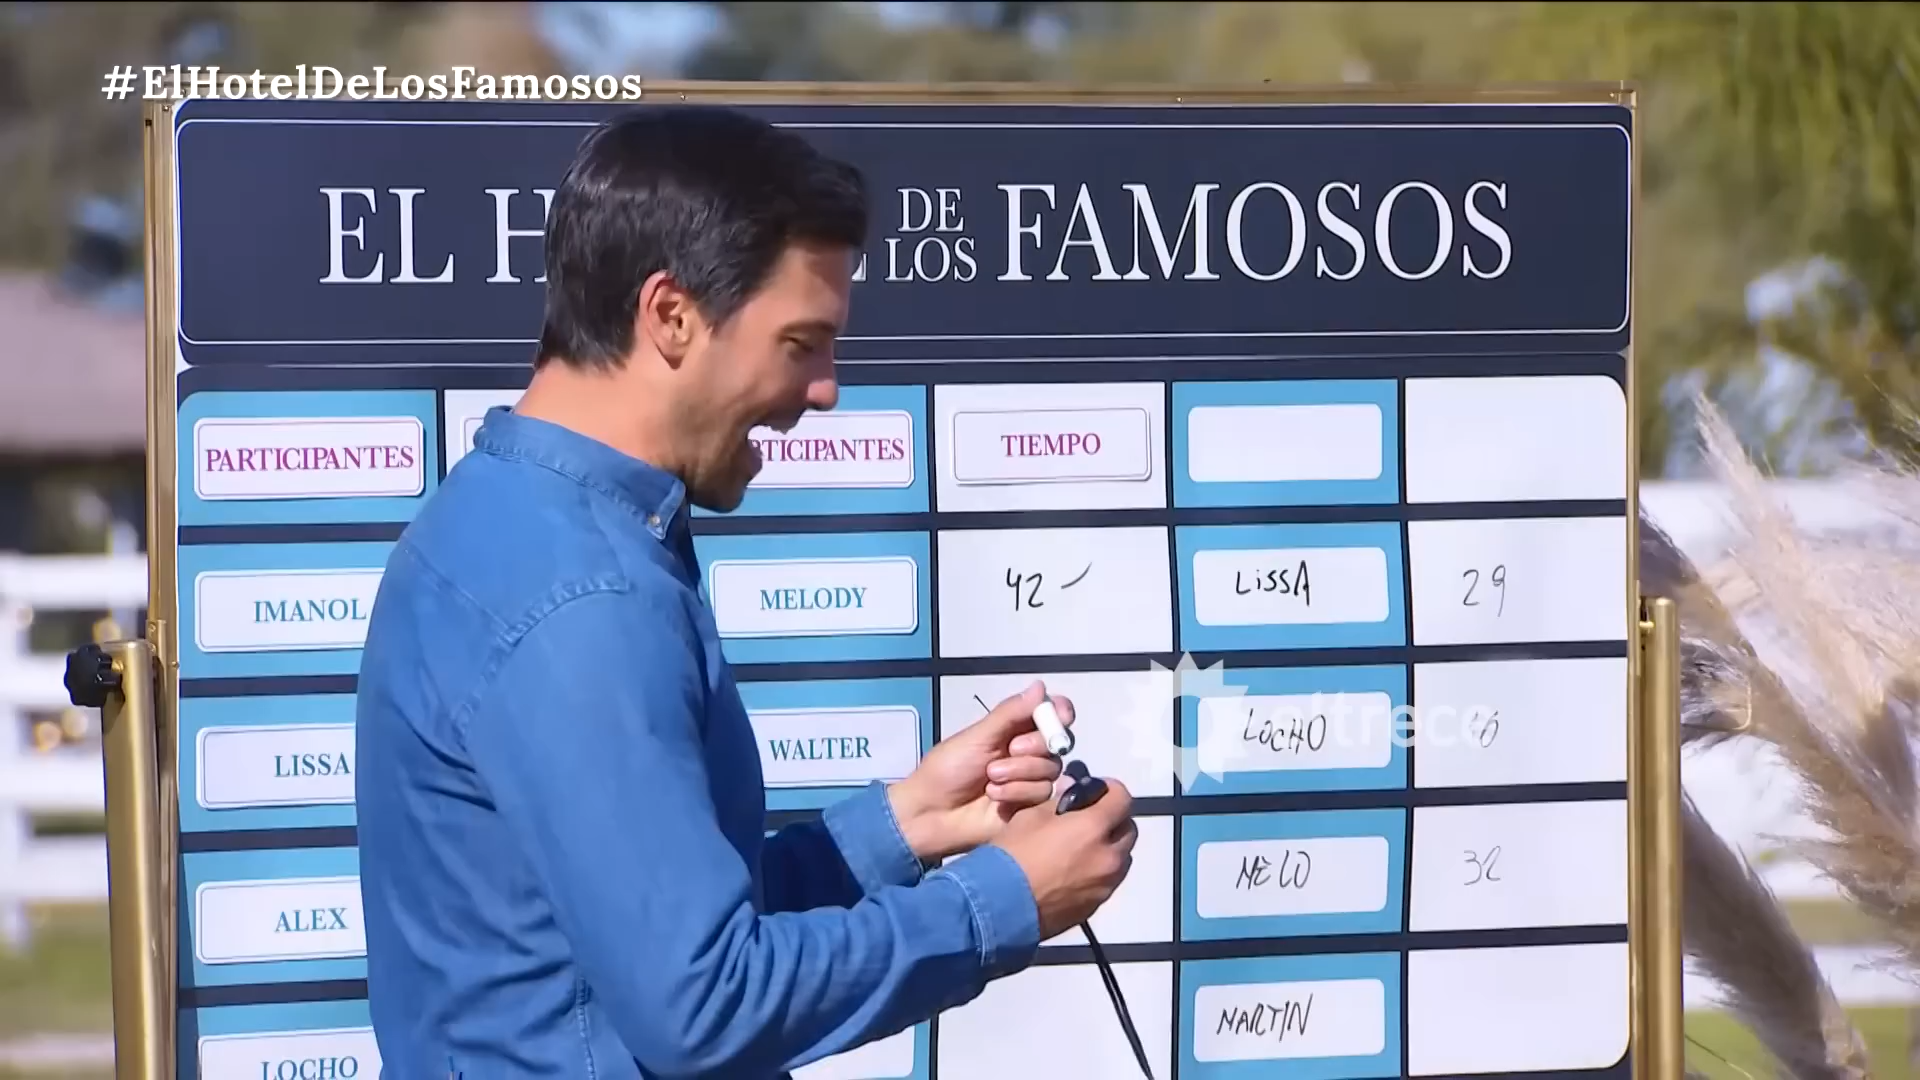 #ElHotelDeLosFamosos
EL H
DE LOS FAMOSOS
PARTICIPANTES
TICIPANTES
TIEMPO
IMANOL
MELODY
42
LiSSA
29
LISSA
WALTER
LOCHO
eltrece
ALEX
MELO
32
LOCHO
MARTIN